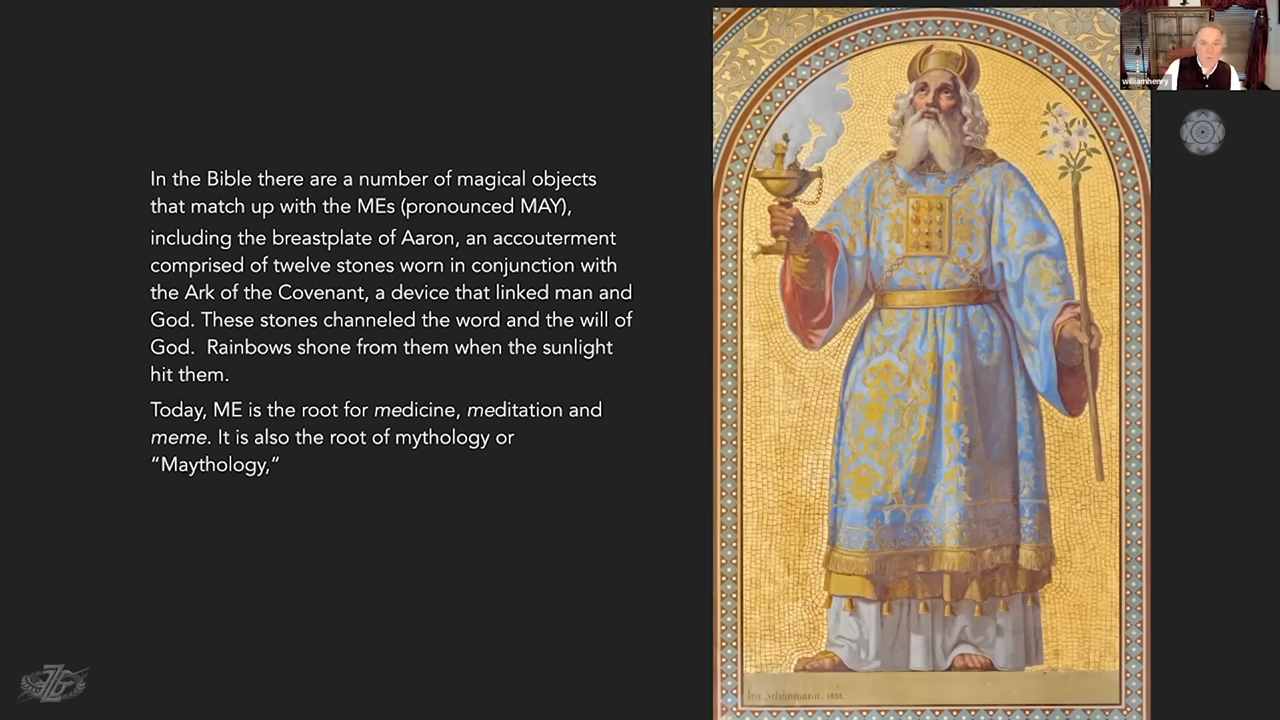 In the Bible there are a number of magical objects
that match up with the MEs (pronounced MAY),
including the breastplate of Aaron, an accouterment
comprised of twelve stones worn in conjunction with
the Ark of the Covenant, a device that linked man and
God. These stones channeled the word and the will of
God.  Rainbows shone from them when the sunlight
hit them.
Today, ME is the root for medicine, meditation and
meme. It is also the root of mythology or
“Maythology,”
williamhenry